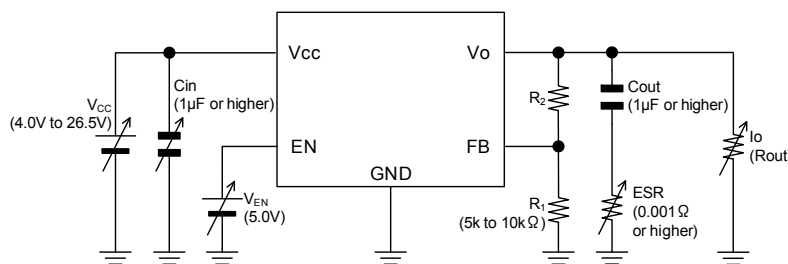 Vcc
Vo
EN
FB
GND
VCC
(4.0V to 26.5V)
Cin
(1µF or higher)
VEN
(5.0V)
R2
R1
(5k to 10kΩ)
Cout
(1µF or higher)
ESR
(0.001Ω
or higher)
Io
(Rout